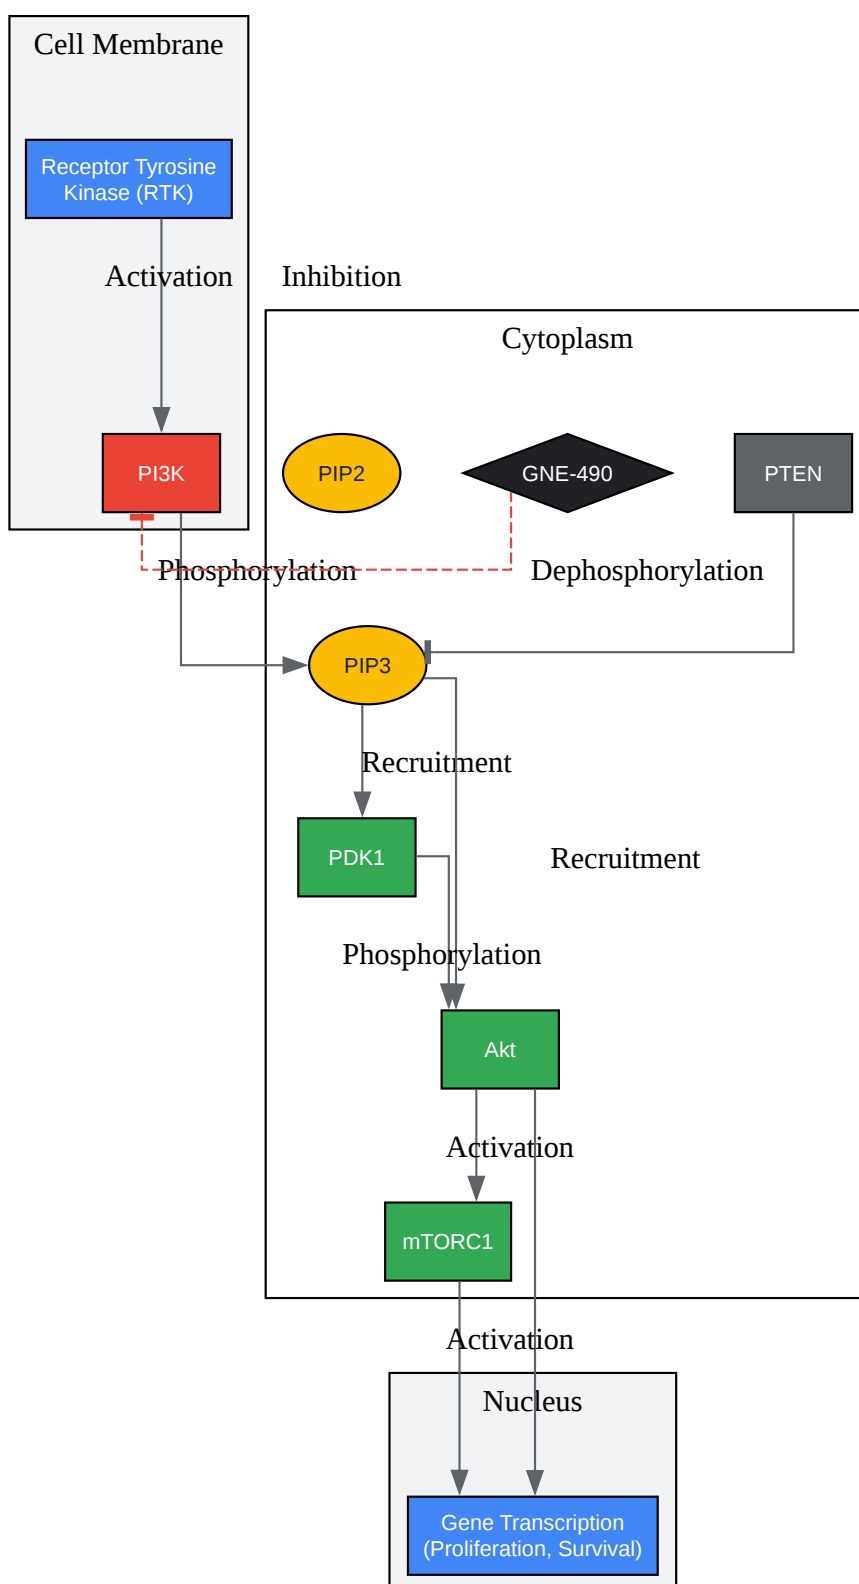 Cell Membrane
Receptor Tyrosine
Kinase (RTK)
Activation
Inhibition
Cytoplasm
PI3K
PIP2
GNE-490
PTEN
Phosphorylation
Dephosphorylation
PIP3
Recruitment
PDK1
Recruitment
Phosphorylation
Akt
Activation
mTORC1
Activation
Nucleus
Gene Transcription
(Proliferation, Survival)